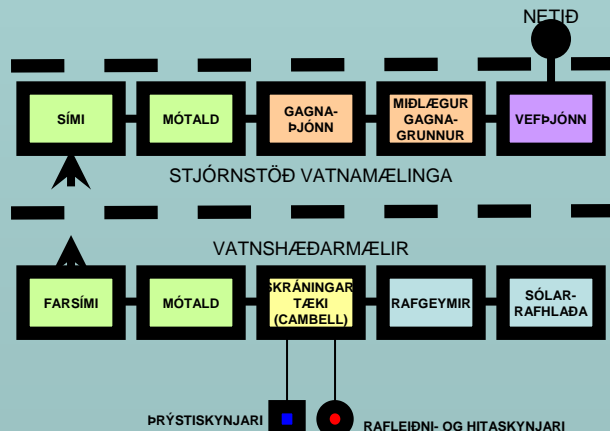 NETIÐ
SÍMI
MÓTALD
GAGNA-
ÞJÓNN
MIÐLÆGUR
GAGNA-
GRUNNUR
VEFÞJÓNN
STJÓRNSTÖÐ VATNAMÆLINGA
VATNSHÆÐARMÆLIR
FARSÍMI
MÓTALD
SKRÁNINGAR
TÆKI
(CAMBELL)
RAFGEYMIR
SÓLAR-
RAFHLAÐA
ÞRÝSTISKYNJARI
RAFLEIÐNI- OG HITASKYNJARI